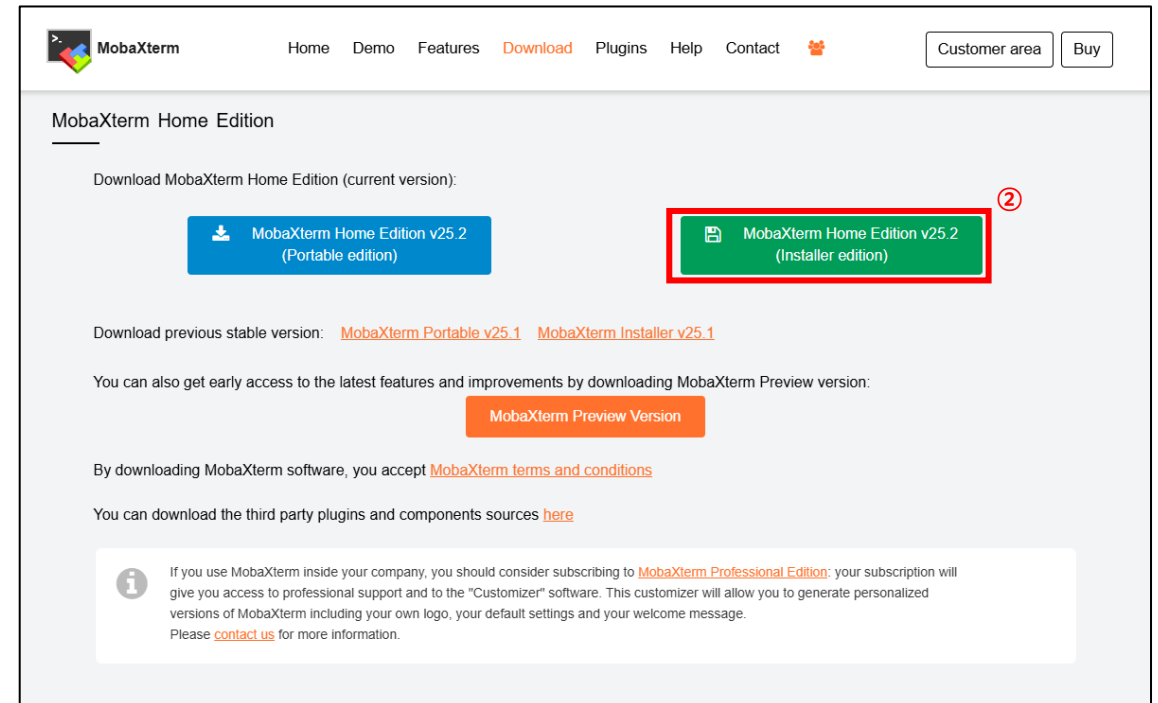 MobaXterm
Home Demo Features Download Plugins Help Contact
Customer area Buy
MobaXterm Home Edition
Download MobaXterm Home Edition (current version):
②
MobaXterm Home Edition v25.2
(Portable edition)
MobaXterm Home Edition v25.2
(Installer edition)
Download previous stable version: MobaXterm Portable v25.1 MobaXterm Installer v25.1
You can also get early access to the latest features and improvements by downloading MobaXterm Preview version:
MobaXterm Preview Version
By downloading MobaXterm software, you accept MobaXterm terms and conditions
You can download the third party plugins and components sources here
If you use MobaXterm inside your company, you should consider subscribing to MobaXterm Professional Edition: your subscription will
give you access to professional support and to the "Customizer" software. This customizer will allow you to generate personalized
versions of MobaXterm including your own logo, your default settings and your welcome message.
Please contact us for more information.